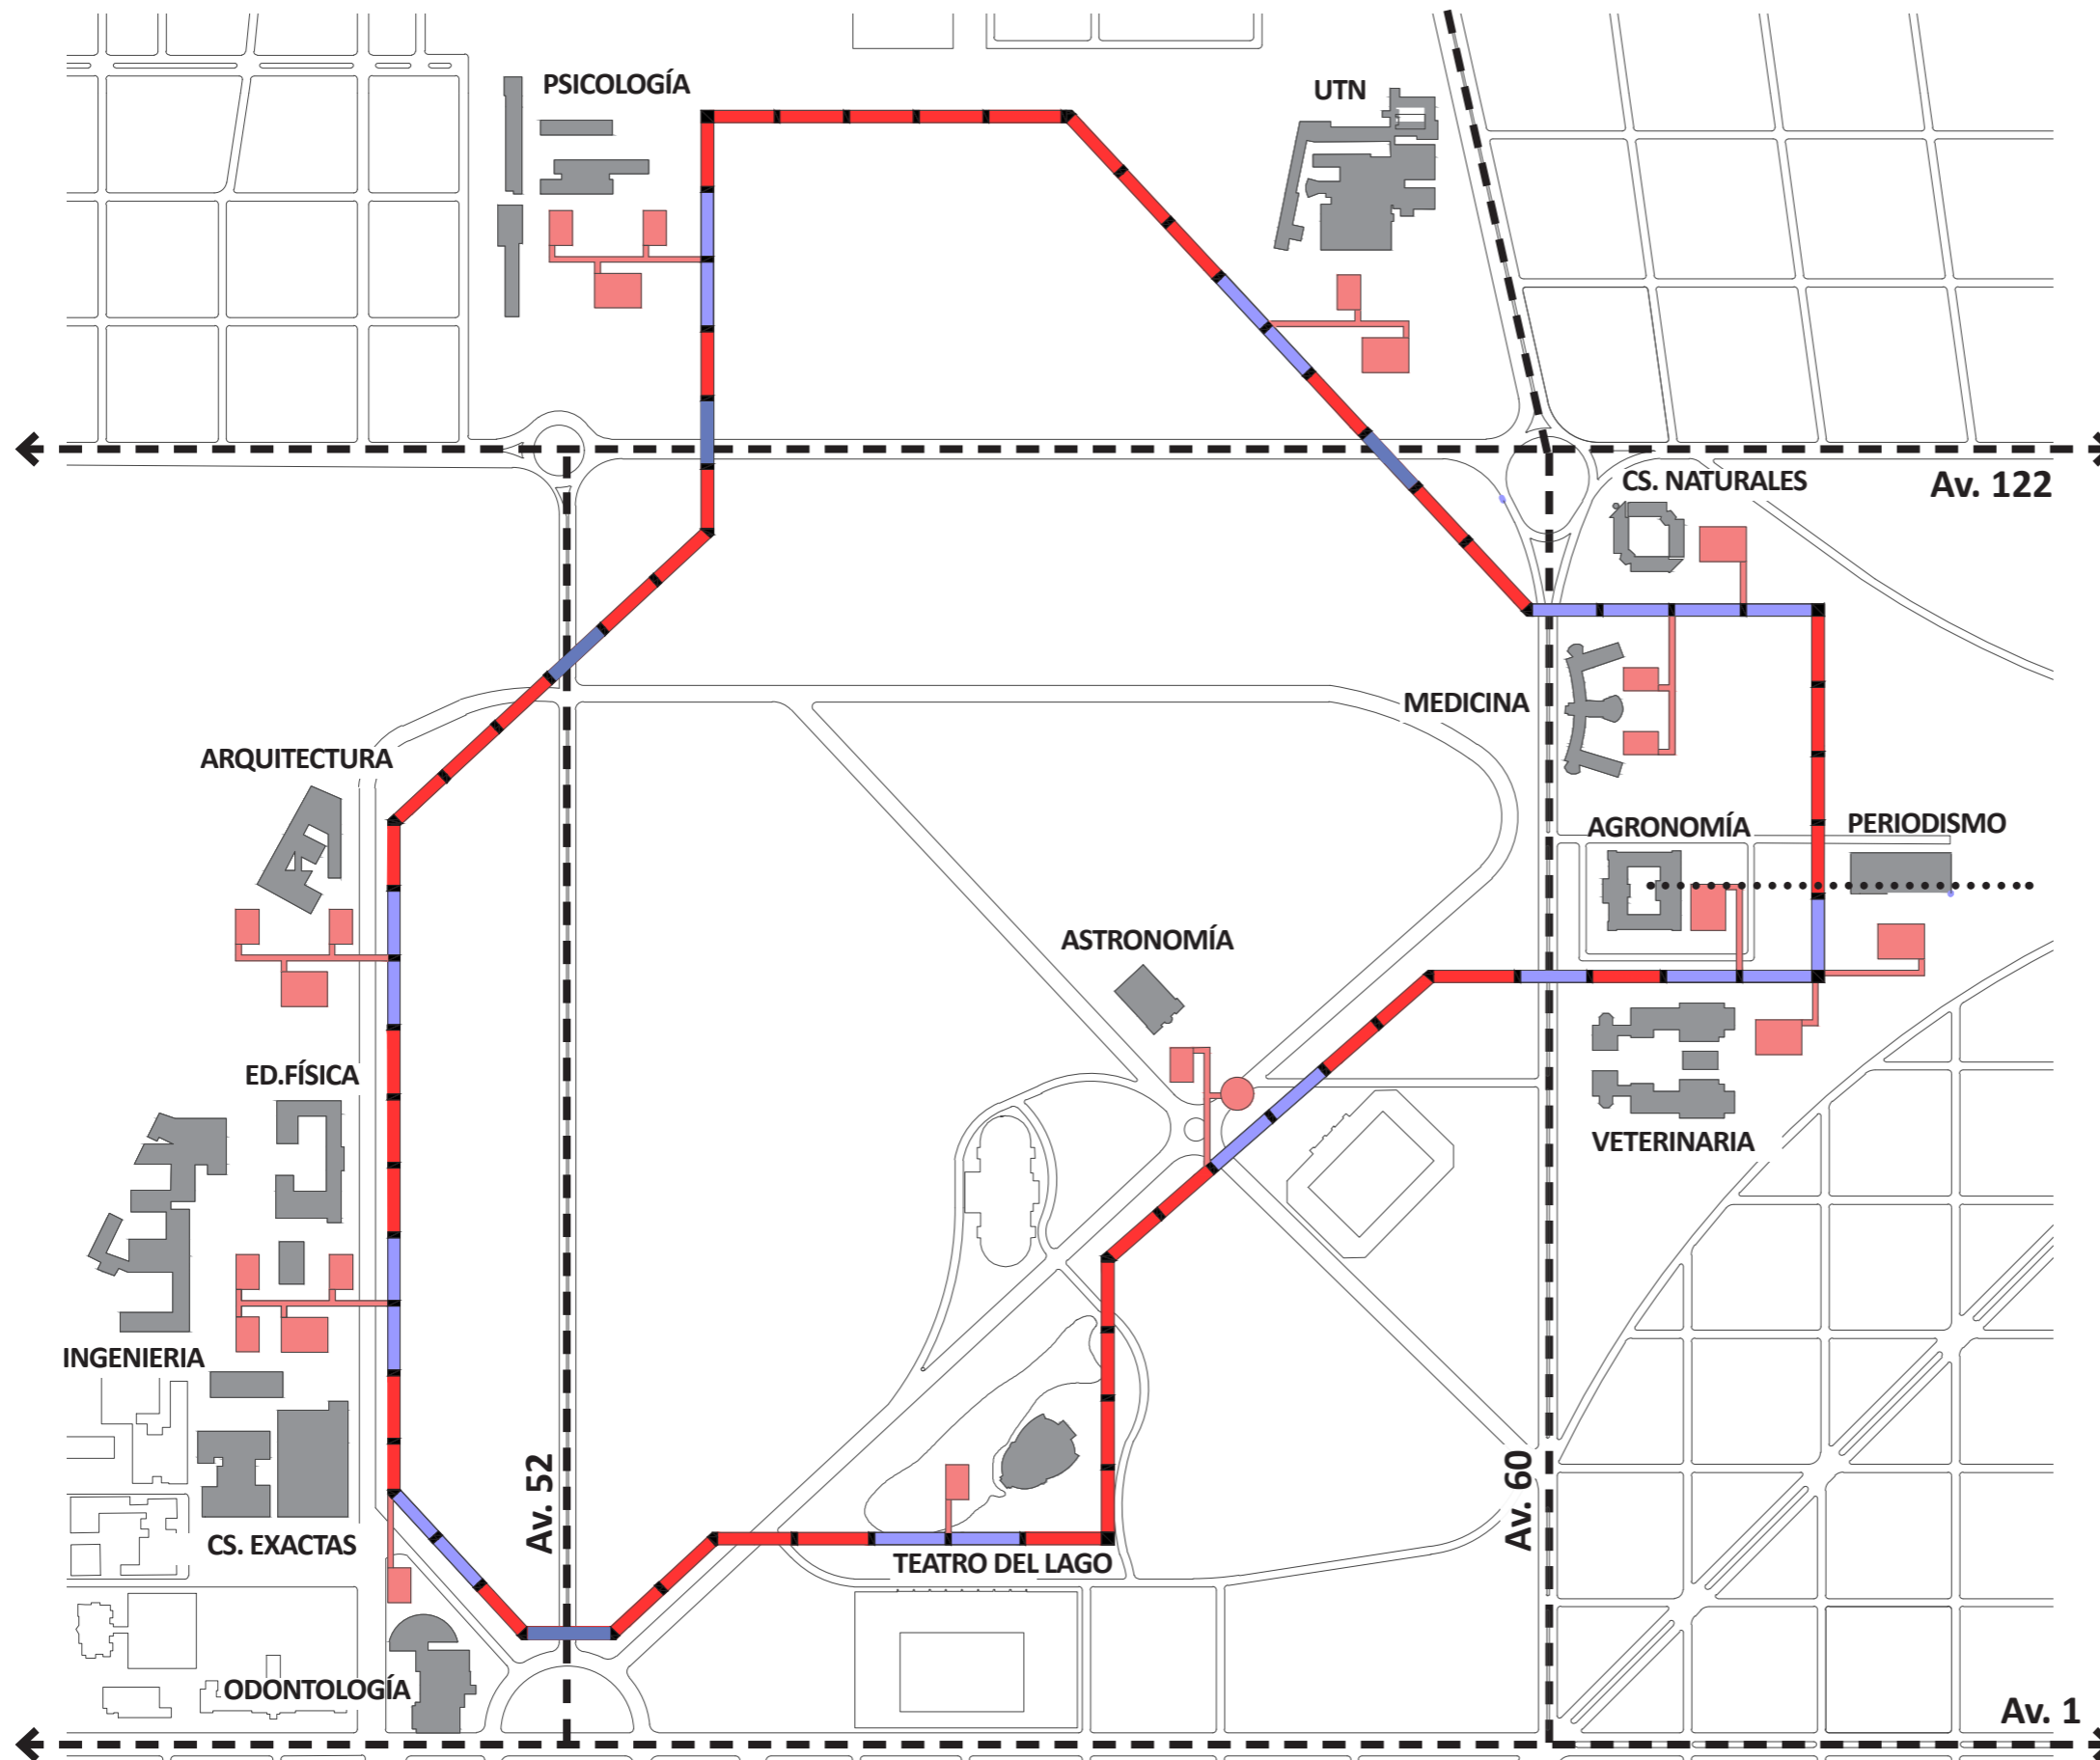 PSICOLOGÍA
UTN
CS. NATURALES
Av. 122
MEDICINA
ARQUITECTURA
AGRONOMÍA
PERIODISMO
ASTRONOMÍA
ED.FÍSICA
VETERINARIA
INGENIERIA
Av. 52
Av. 60
CS. EXACTAS
TEATRO DEL LAGO
ODONTOLOGÍA
Av. 1